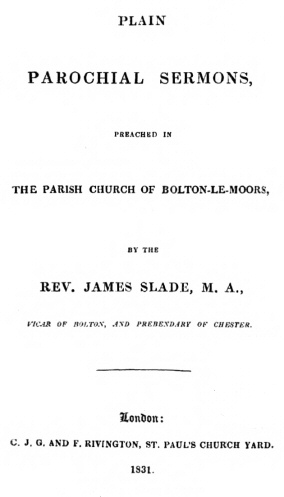 PLAIN
PAROCHIAL SERMONS,
PREACHED IN
THE PARISH CHURCH OF BOLTON-LE-MOORS,
BY THE
REV. JAMES SLADE, M. A.,
VICAR OF BOLTON, AND PREBENDARY OF CHESTER.
London:
C. J. G. AND F. RIVINGTON, ST. PAUL'S CHURCH YARD.
1831.